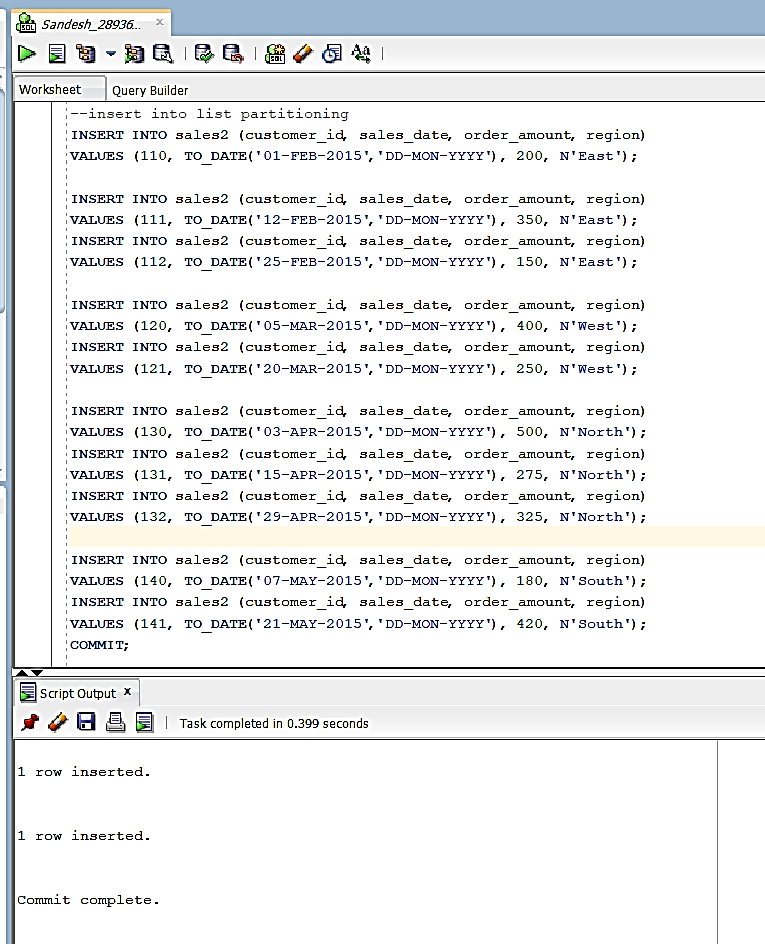 Sandesh_28936...
Worksheet
Query Builder
--insert into list partitioning
INSERT INTO sales2 (customer_id, sales_date, order_amount, region)
VALUES (110, TO_DATE('01-FEB-2015','DD-MON-YYYY'), 200, N'East');
INSERT INTO sales2 (customer_id, sales_date, order_amount, region)
VALUES (111, TO_DATE('12-FEB-2015','DD-MON-YYYY'), 350, N'East');
INSERT INTO sales2 (customer_id, sales_date, order_amount, region)
VALUES (112, TO_DATE('25-FEB-2015','DD-MON-YYYY'), 150, N'East');
INSERT INTO sales2 (customer_id, sales_date, order_amount, region)
VALUES (120, TO_DATE('05-MAR-2015','DD-MON-YYYY'), 400, N'West');
INSERT INTO sales2 (customer_id, sales_date, order_amount, region)
VALUES (121, TO_DATE('20-MAR-2015','DD-MON-YYYY'), 250, N'West');
INSERT INTO sales2 (customer_id, sales_date, order_amount, region)
VALUES (130, TO_DATE('03-APR-2015','DD-MON-YYYY'), 500, N'North');
INSERT INTO sales2 (customer_id, sales_date, order_amount, region)
VALUES (131, TO_DATE('15-APR-2015','DD-MON-YYYY'), 275, N'North');
INSERT INTO sales2 (customer_id, sales_date, order_amount, region)
VALUES (132, TO_DATE('29-APR-2015','DD-MON-YYYY'), 325, N'North');
INSERT INTO sales2 (customer_id, sales_date, order_amount, region)
VALUES (140, TO_DATE('07-MAY-2015','DD-MON-YYYY'), 180, N'South');
INSERT INTO sales2 (customer_id, sales_date, order_amount, region)
VALUES (141, TO_DATE('21-MAY-2015','DD-MON-YYYY'), 420, N'South');
COMMIT;
Script Output x
Task completed in 0.399 seconds
1 row inserted.
1 row inserted.
Commit complete.